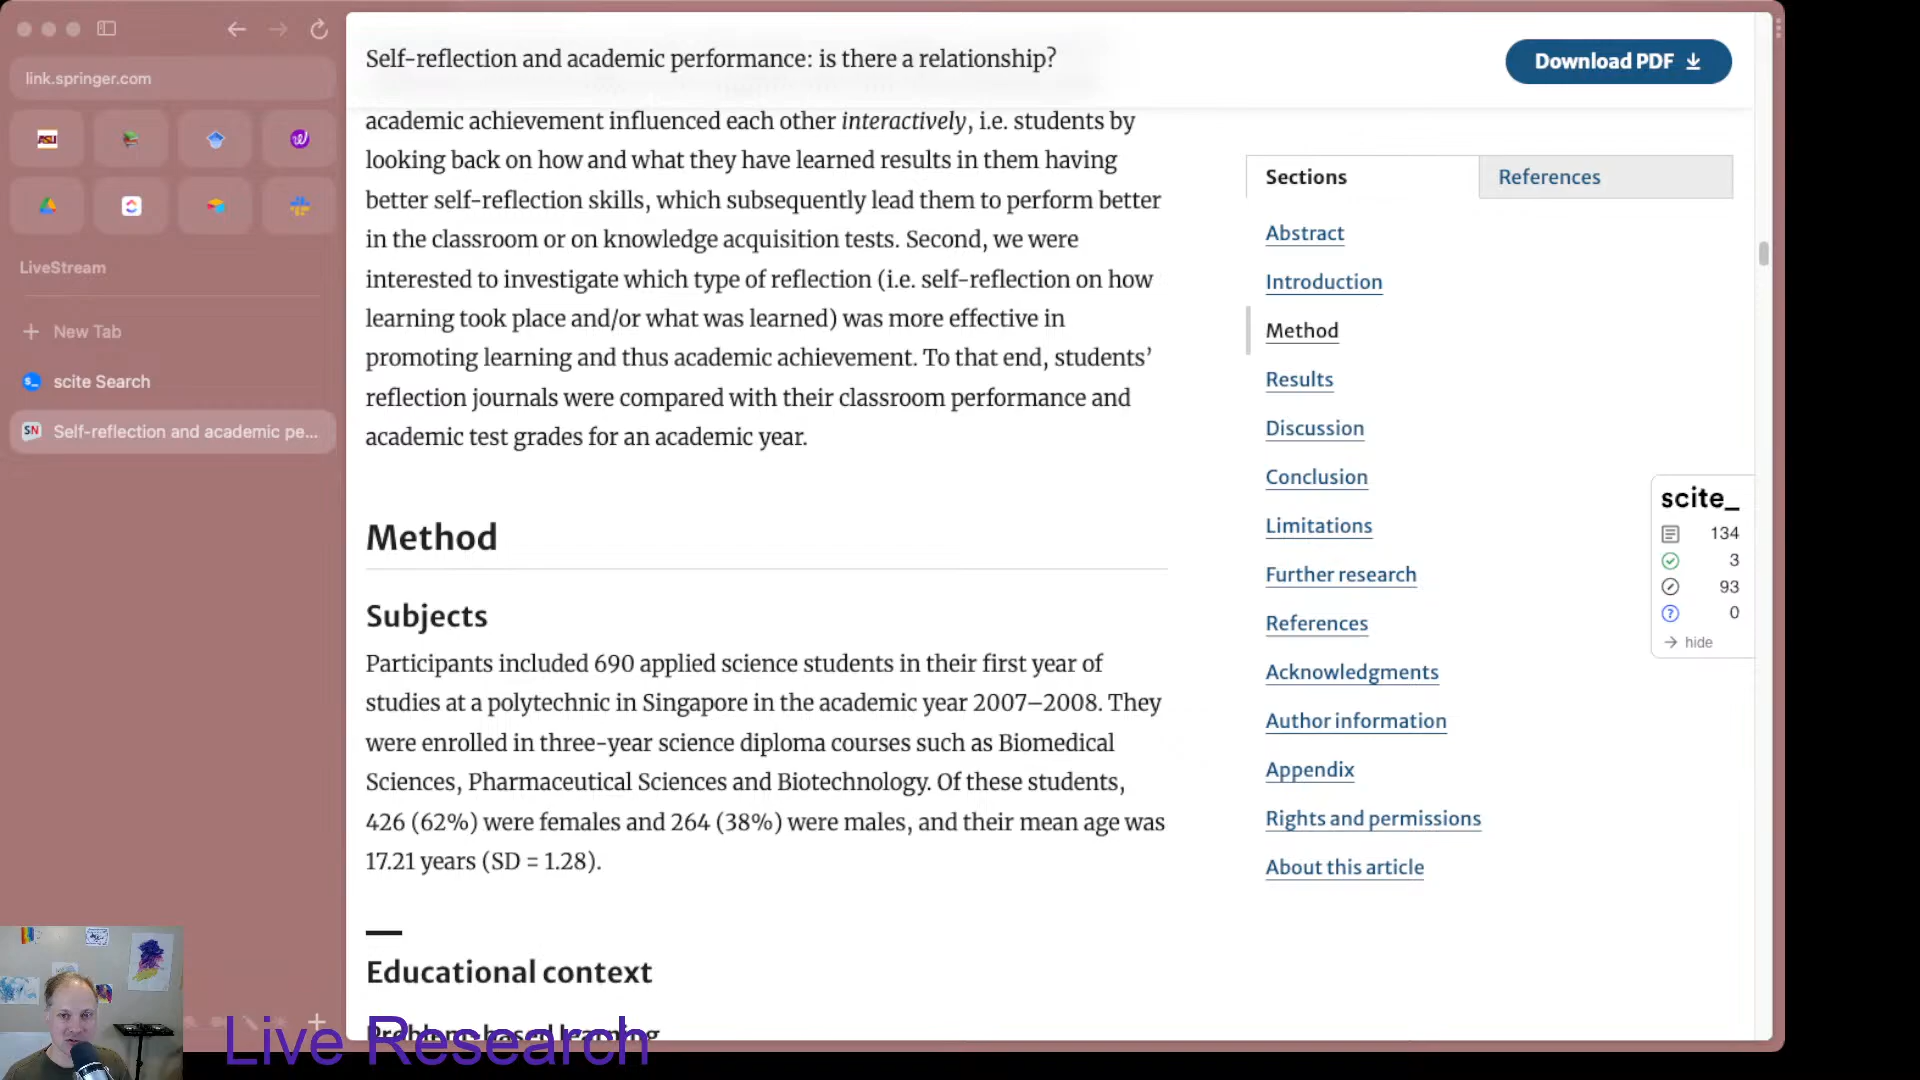 link.springer.com
LiveStream
New Tab
scite Search
Self-reflection and academic pe...
Self-reflection and academic performance: is there a relationship?
Download PDF
academic achievement influenced each other interactively, i.e. students by
looking back on how and what they have learned results in them having
better self-reflection skills, which subsequently lead them to perform better
in the classroom or on knowledge acquisition tests. Second, we were
interested to investigate which type of reflection (i.e. self-reflection on how
learning took place and/or what was learned) was more effective in
promoting learning and thus academic achievement. To that end, students’
reflection journals were compared with their classroom performance and
academic test grades for an academic year.
Method
Subjects
Participants included 690 applied science students in their first year of
studies at a polytechnic in Singapore in the academic year 2007–2008. They
were enrolled in three-year science diploma courses such as Biomedical
Sciences, Pharmaceutical Sciences and Biotechnology. Of these students,
426 (62%) were females and 264 (38%) were males, and their mean age was
17.21 years (SD = 1.28).
Educational context
Problem-based learning
Sections
References
Abstract
Introduction
Method
Results
Discussion
Conclusion
Limitations
Further research
References
Acknowledgments
Author information
Appendix
Rights and permissions
About this article
scite_
134
3
93
0
hide
Live Research